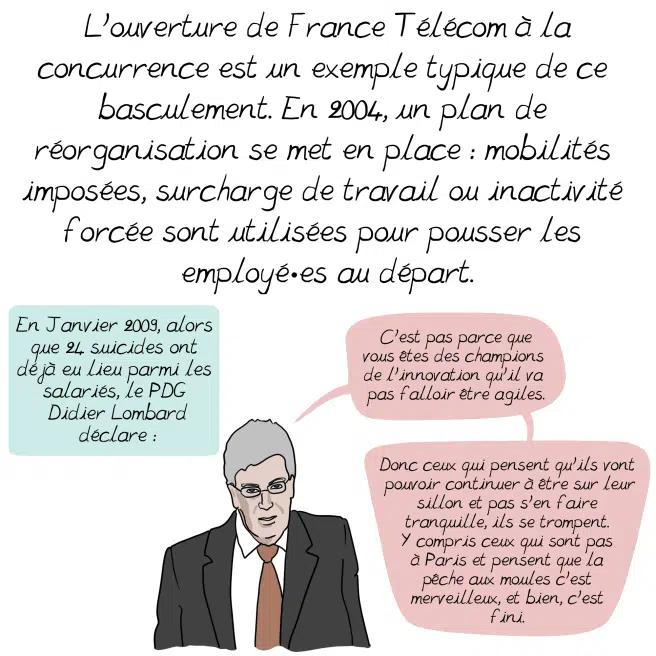 L'ouverture de France Télécom à la
concurrence est un exemple typique de ce
basculement. En 2004, un plan de
réorganisation se met en place : mobilités
imposées, surcharge de travail ou inactivité
forcée sont utilisées pour pousser les
employé•es au départ.
En Janvier 2009, alors
que 24 suicides ont
déjà eu lieu parmi les
salariés, le PDG
Didier Lombard
déclare :
C'est pas parce que
vous êtes des champions
de l'innovation qu'il va
pas falloir être agiles.
Donc ceux qui pensent qu'ils vont
pouvoir continuer à être sur leur
sillon et pas s'en faire
tranquille, ils se trompent.
Y compris ceux qui sont pas
à Paris et pensent que la
pêche aux moules c'est
merveilleux, et bien, c'est
fini.